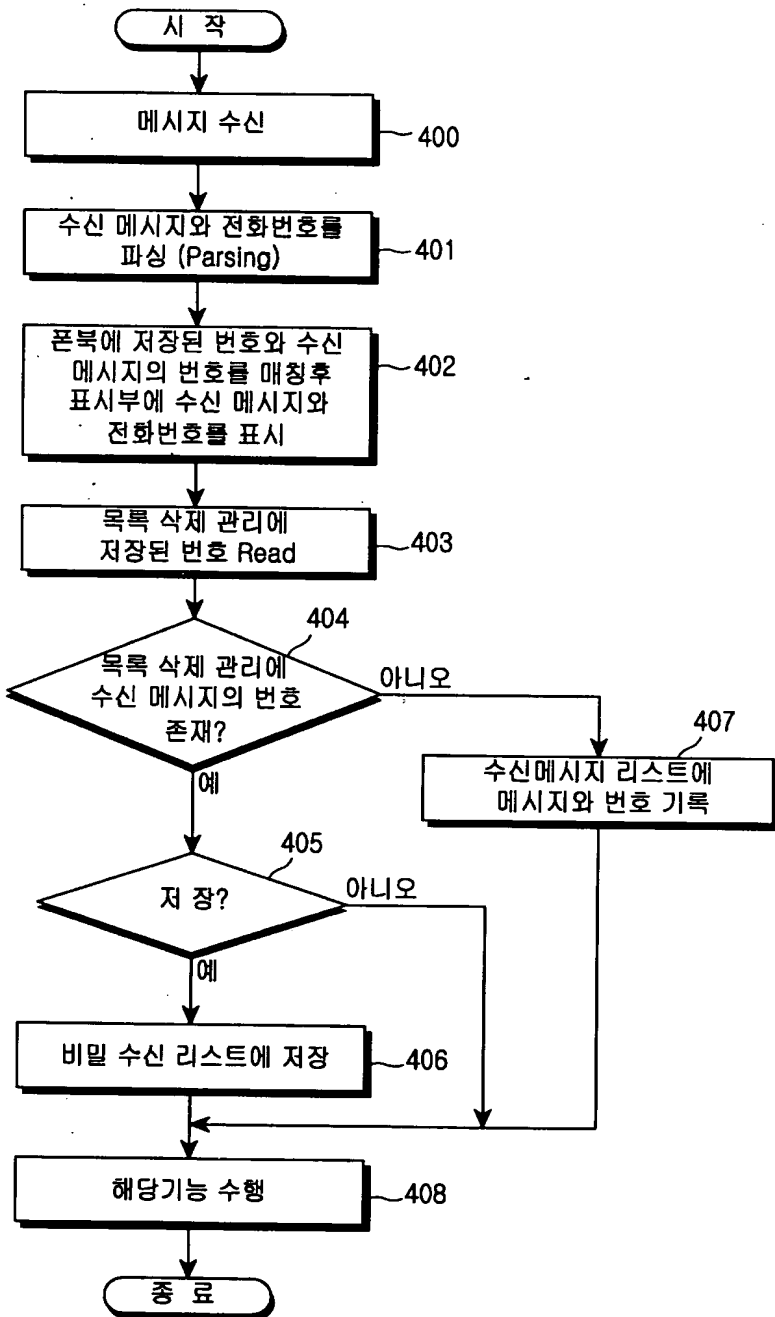 시 작
메시지 수신
400
수신 메시지와 전화번호를
파싱 (Parsing)
401
폰북에 저장된 번호와 수신
메시지의 번호를 매칭후
표시부에 수신 메시지와
전화번호를 표시
402
목록 삭제 관리에
저장된 번호 Read
403
404
목록 삭제 관리에
수신 메시지의 번호
존재?
아니오
예
407
수신메시지 리스트에
메시지와 번호 기록
405
저 장?
아니오
예
비밀 수신 리스트에 저장
406
해당기능 수행
408
종 료